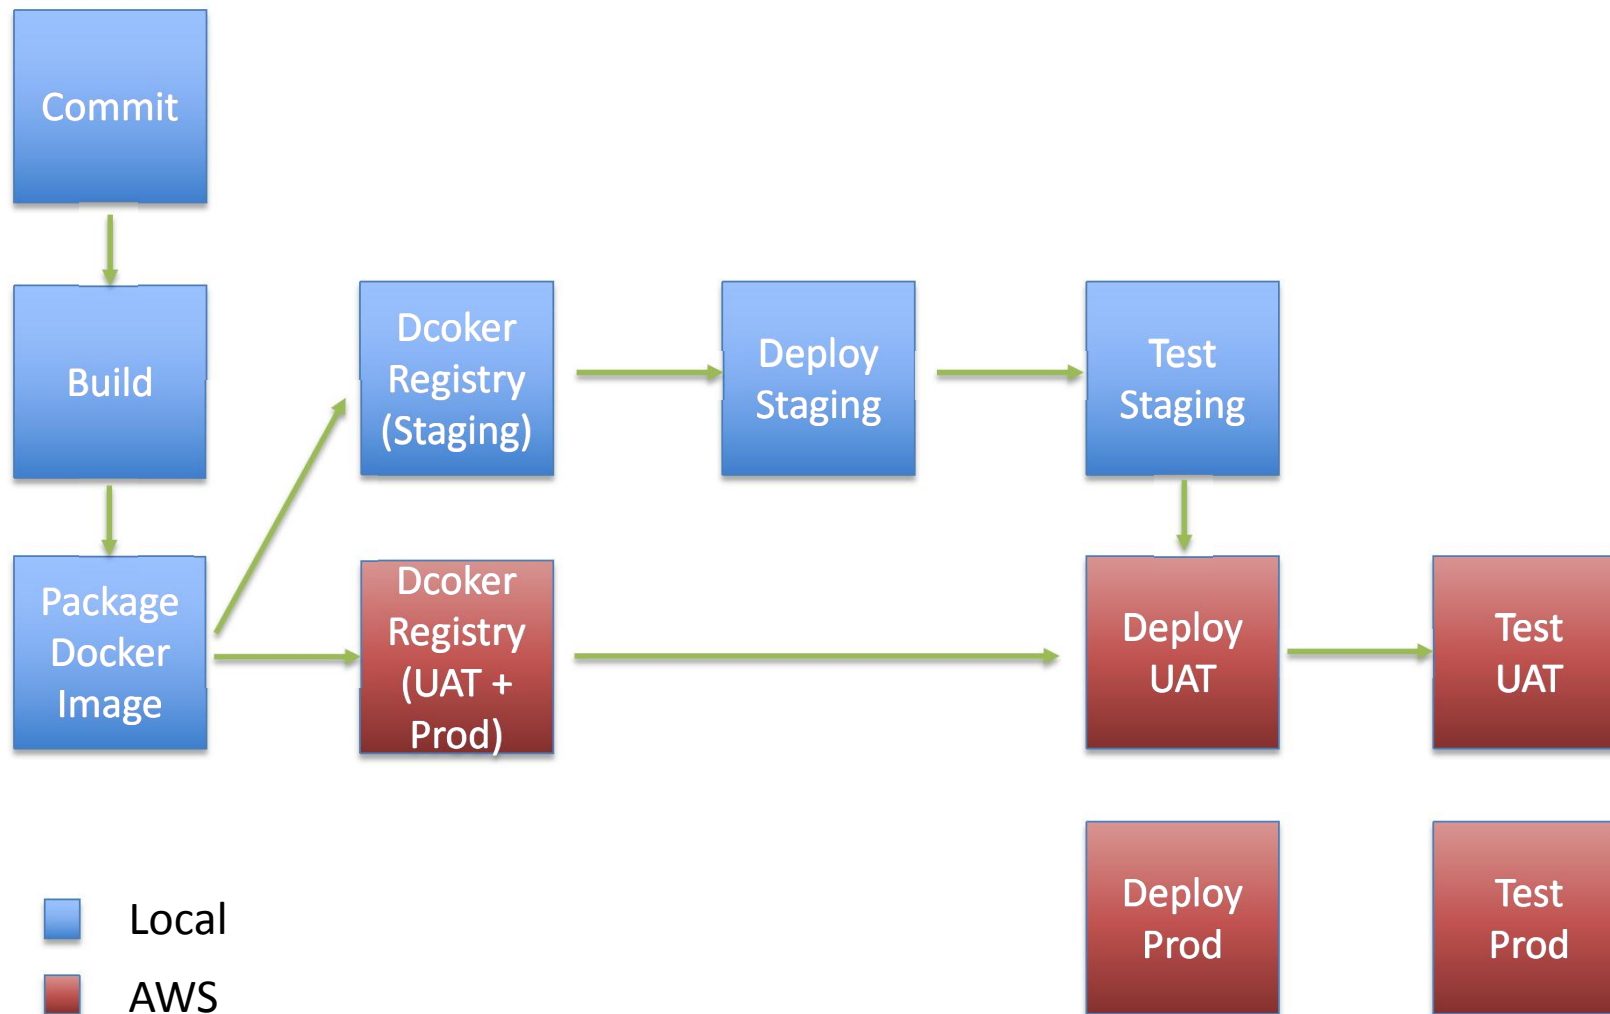 Commit
Build
Package
Docker
Image
Dcoker
Registry
(Staging)
Deploy
Staging
Test
Staging
Dcoker
Registry
(UAT +
Prod)
Deploy
UAT
Test
UAT
Deploy
Prod
Test
Prod
Local
AWS